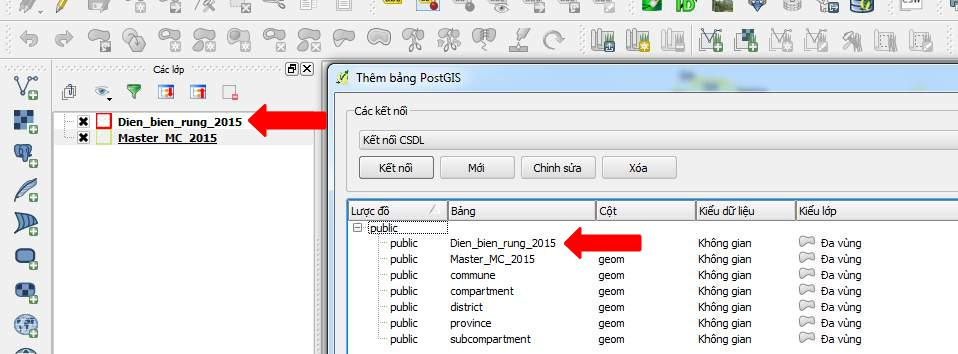 Các lớp
Dien_bien_rung_2015
Master_MC_2015
Thêm bảng PostGIS
Các kết nối
Kết nối CSDL
Kết nối Mới Chỉnh sửa Xóa
Lược đồ Bảng Cột Kiểu dữ liệu Kiểu lớp
public
public Dien_bien_rung_2015 Không gian Đa vùng
public Master_MC_2015 geom Không gian Đa vùng
public commune geom Không gian Đa vùng
public compartment geom Không gian Đa vùng
public district geom Không gian Đa vùng
public province geom Không gian Đa vùng
public subcompartment geom Không gian Đa vùng